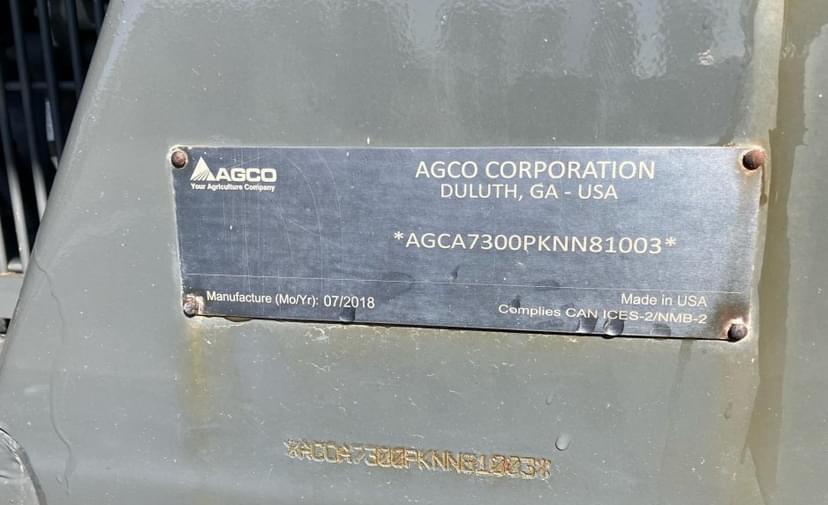 AGCO
Your Agriculture Company
AGCO CORPORATION
DULUTH, GA - USA
*AGCA7300PKNN81003*
Manufacture (Mo/Yr): 07/2018
Made in USA
Complies CAN ICES-2/NMB-2
*AGCA7300PKNN81003*